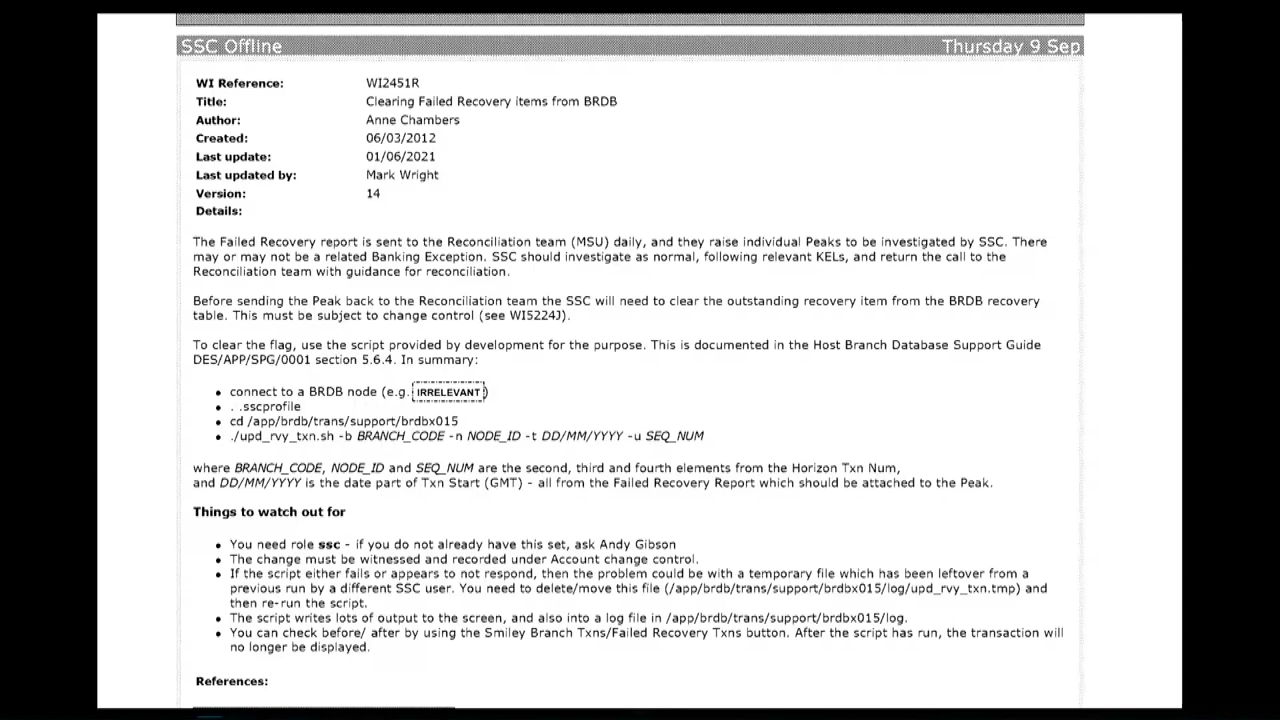 SSC Offline Thursday 9 Sep
WI Reference: WI2451R
Title: Clearing Failed Recovery items from BRDB
Author: Anne Chambers
Created: 06/03/2012
Last update: 01/06/2021
Last updated by: Mark Wright
Version: 14
Details:
The Failed Recovery report is sent to the Reconciliation team (MSU) daily, and they raise individual Peaks to be investigated by SSC. There
may or may not be a related Banking Exception. SSC should investigate as normal, following relevant KELs, and return the call to the
Reconciliation team with guidance for reconciliation.
Before sending the Peak back to the Reconciliation team the SSC will need to clear the outstanding recovery item from the BRDB recovery
table. This must be subject to change control (see WI5224J).
To clear the flag, use the script provided by development for the purpose. This is documented in the Host Branch Database Support Guide
DES/APP/SPG/0001 section 5.6.4. In summary:
• connect to a BRDB node (e.g. IRRELEVANT)
• . .sscprofile
• cd /app/brdb/trans/support/brdbx015
• ./upd_rvy_txn.sh -b BRANCH_CODE -n NODE_ID -t DD/MM/YYYY -u SEQ_NUM
where BRANCH_CODE, NODE_ID and SEQ_NUM are the second, third and fourth elements from the Horizon Txn Num,
and DD/MM/YYYY is the date part of Txn Start (GMT) - all from the Failed Recovery Report which should be attached to the Peak.
Things to watch out for
• You need role ssc - if you do not already have this set, ask Andy Gibson
• The change must be witnessed and recorded under Account change control.
• If the script either fails or appears to not respond, then the problem could be with a temporary file which has been leftover from a
previous run by a different SSC user. You need to delete/move this file (/app/brdb/trans/support/brdbx015/log/upd_rvy_txn.tmp) and
then re-run the script.
• The script writes lots of output to the screen, and also into a log file in /app/brdb/trans/support/brdbx015/log.
• You can check before/ after by using the Smiley Branch Txns/Failed Recovery Txns button. After the script has run, the transaction will
no longer be displayed.
References: